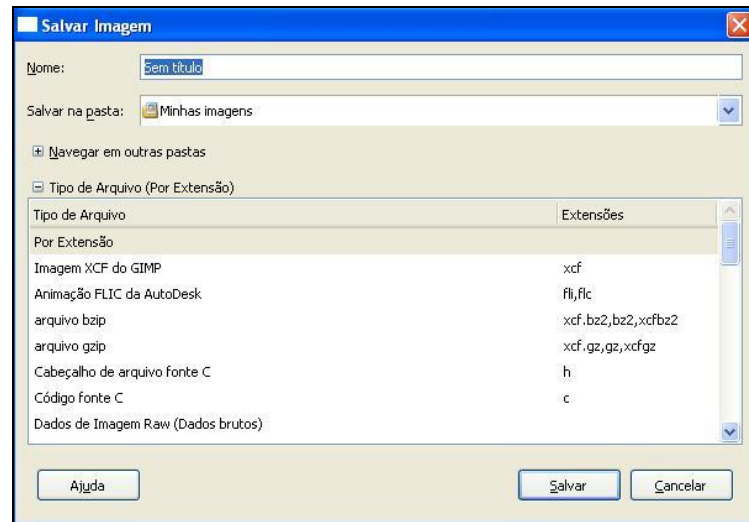 Salvar Imagem
Nome: Sem título
Salvar na pasta: Minhas imagens
Navegar em outras pastas
Tipo de Arquivo (Por Extensão)
Tipo de Arquivo Extensões
Por Extensão
Imagem XCF do GIMP xcf
Animação FLIC da AutoDesk fli,flc
arquivo bzip xcf.bz2,bz2,xcfbz2
arquivo gzip xcf.gz,gz,xcfgz
Cabeçalho de arquivo fonte C h
Código fonte C c
Dados de Imagem Raw (Dados brutos)
Ajuda Salvar Cancelar